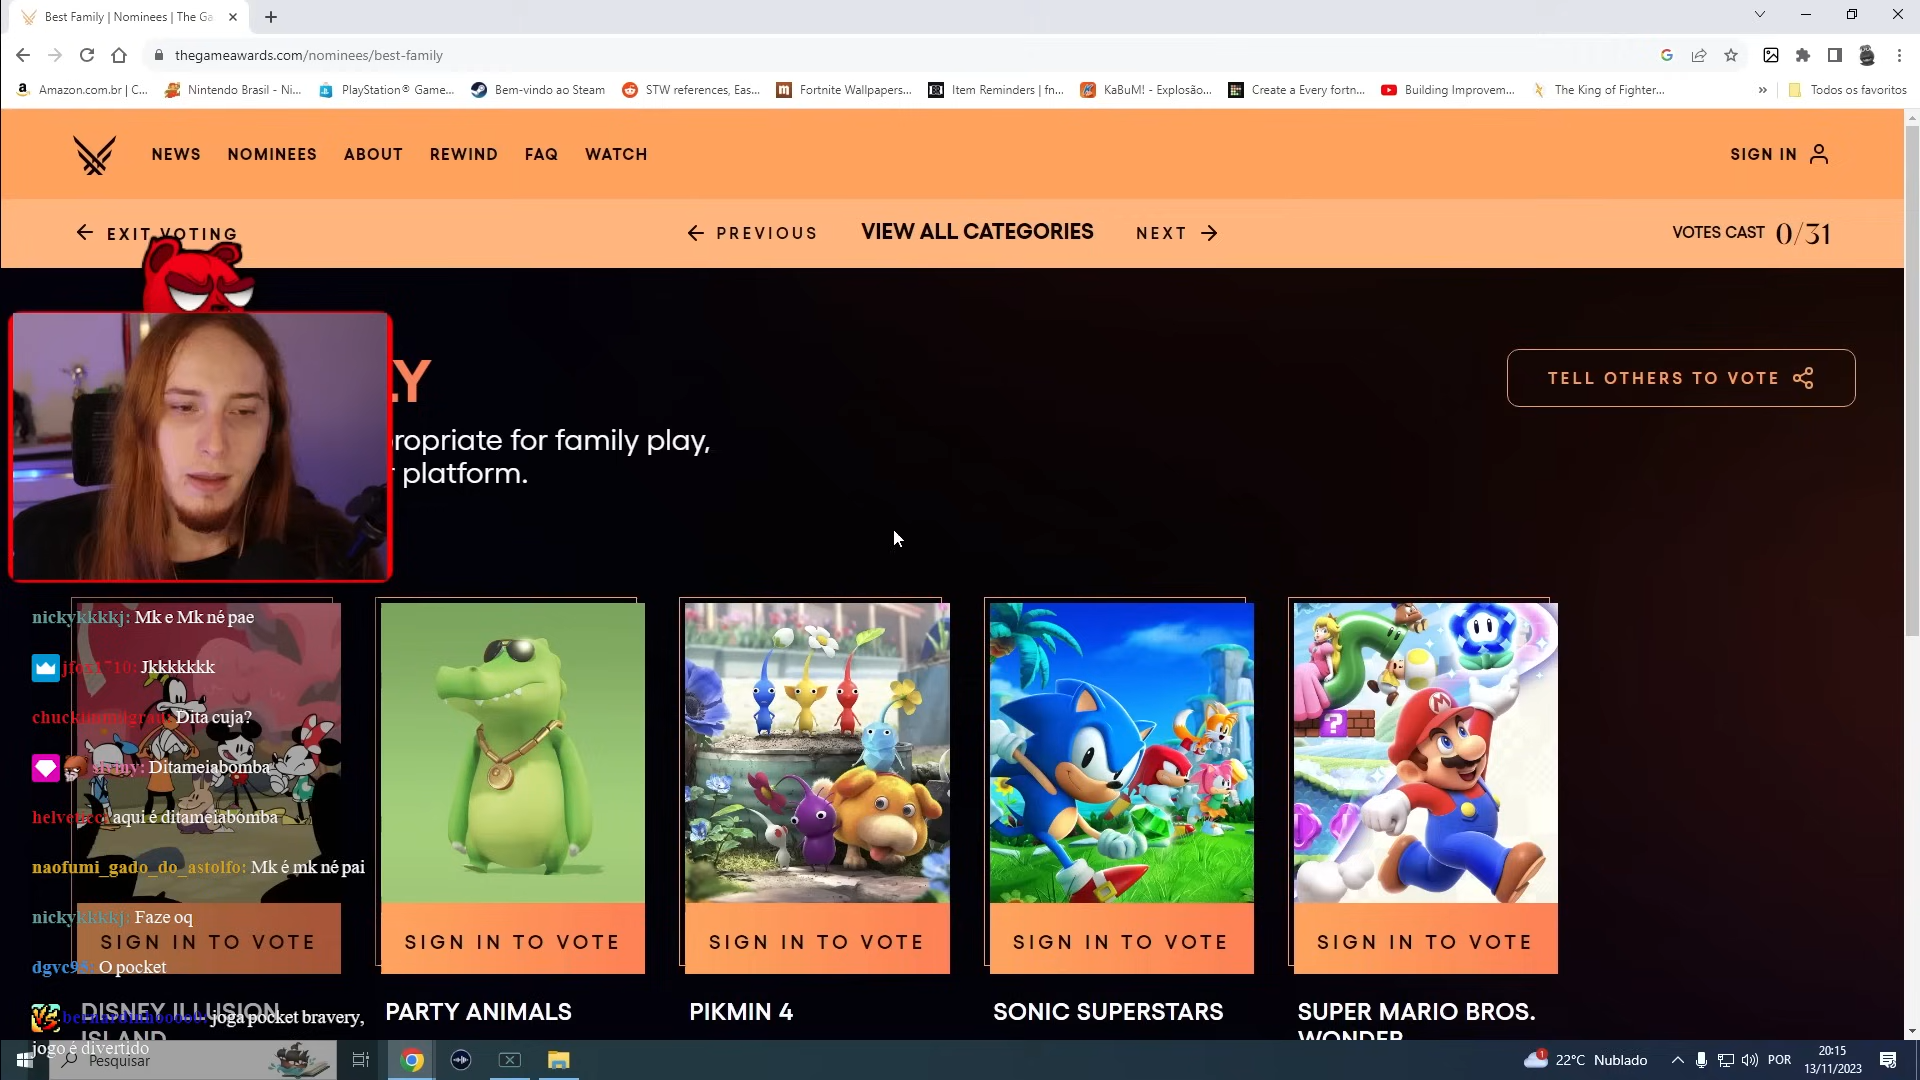 Best Family | Nominees | The Ga
thegameawards.com/nominees/best-family
Amazon.com.br | C...
Nintendo Brasil - Ni...
PlayStation® Game...
Bem-vindo ao Steam
STW references, Eas...
Fortnite Wallpapers...
Item Reminders | fn...
KaBuM! - Explosão...
Create a Every fortn...
Building Improvem...
The King of Fighter...
»
Todos os favoritos
NEWS
NOMINEES
ABOUT
REWIND
FAQ
WATCH
SIGN IN
EXIT VOTING
PREVIOUS
VIEW ALL CATEGORIES
NEXT
VOTES CAST 0/31
LY
propriate for family play,
r platform.
TELL OTHERS TO VOTE
nickykkkkj: Mk e Mk né pae
Jkkkkkkk
Dita cuja?
Ditameiabomba
aqui é ditameiabomba
naofumi_gado_do_astolfo: Mk é mk né pai
nickykkkkj: Faze oq
dgvc95: O pocket
joga pocket bravery,
jogo é divertido
SIGN IN TO VOTE
SIGN IN TO VOTE
SIGN IN TO VOTE
SIGN IN TO VOTE
SIGN IN TO VOTE
DISNEY ILLUSION
ISLAND
PARTY ANIMALS
PIKMIN 4
SONIC SUPERSTARS
SUPER MARIO BROS.
WONDER
Pesquisar
1
22°C Nublado
POR
20:15
13/11/2023